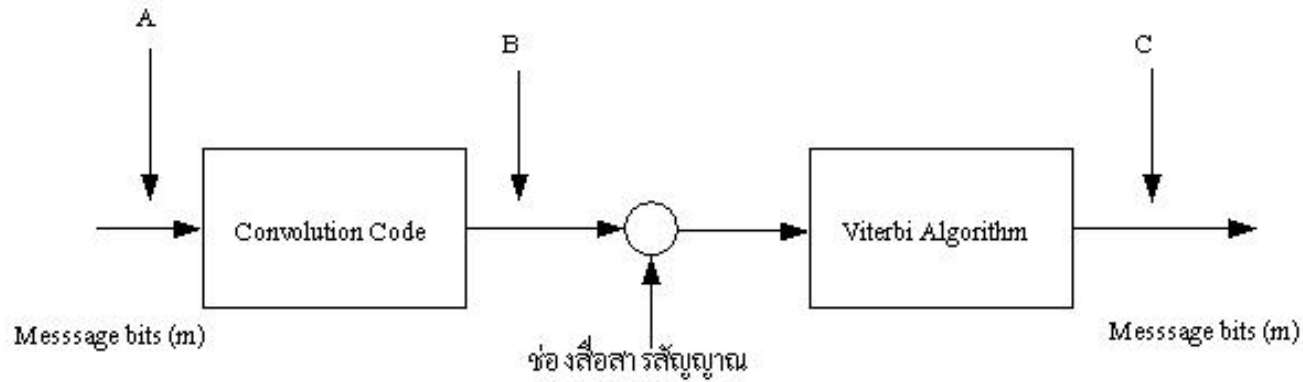 A
B
C
Convolution Code
Viterbi Algorithm
Messsage bits (m)
Messsage bits (m)
ช่องสื่อสารสัญญาณ